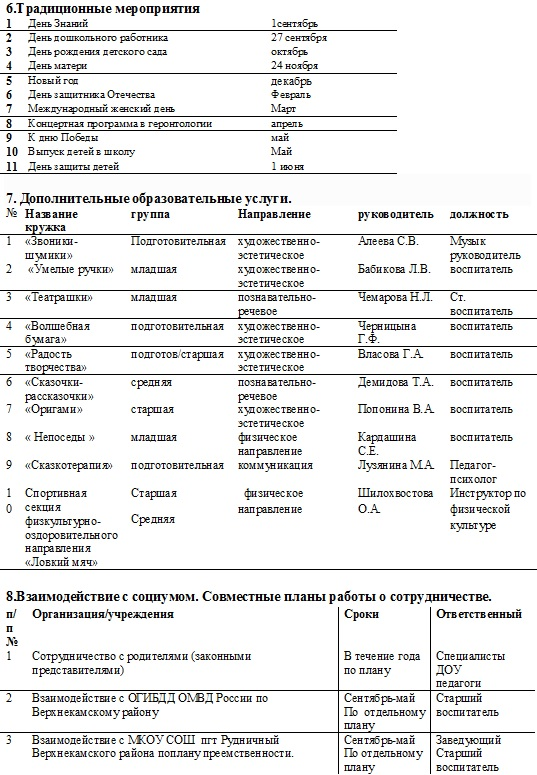 6.Традиционные мероприятия
1 День Знаний 1сентябрь
2 День дошкольного работника 27 сентября
3 День рождения детского сада октябрь
4 День матери 24 ноября
5 Новый год декабрь
6 День защитника Отечества Февраль
7 Международный женский день Март
8 Концертная программа в геронтологии апрель
9 К дню Победы май
10 Выпуск детей в школу Май
11 День защиты детей 1 июня
7. Дополнительные образовательные услуги.
№ Название группа Направление руководитель должность
кружка
1 «Звоники- Подготовительная художественно- Алеева С.В. Музык
шумики» эстетическое руководитель
2 «Умелые ручки» младшая художественно- Бабикова Л.В. воспитатель
эстетическое
3 «Театрашки» младшая познавательно- Чемарова Н.Л. Ст.
речевое воспитатель
4 «Волшебная подготовительная художественно- Черницына воспитатель
бумага» эстетическое Г.Ф.
5 «Радость подготов/старшая художественно- Власова Г.А. воспитатель
творчества» эстетическое
6 «Сказочки- средняя познавательно- Демидова Т.А. воспитатель
рассказочки» речевое
7 «Оригами» старшая художественно- Попонина В.А. воспитатель
эстетическое
8 « Непоседы » младшая физическое Кардашина воспитатель
направление С.Е.
9 «Сказкотерапия» подготовительная коммуникация Лузянина М.А. Педагог-
психолог
1 Спортивная Старшая физическое Шилохвостова Инструктор по
0 секция направление О.А. физической
физкультурно- Средняя культуре
оздоровительного
направления
«Ловкий мяч»
8.Взаимодействие с социумом. Совместные планы работы о сотрудничестве.
п/ Организация/учреждения Сроки Ответственный
п
№
1 Сотрудничество с родителями (законными В течение года Специалисты
представителями) по плану ДОУ
педагоги
2 Взаимодействие с ОГИБДД ОМВД России по Сентябрь-май Старший
Верхнекамскому району По отдельному воспитатель
плану
3 Взаимодействие с МКОУ СОШ пгт Рудничный Сентябрь-май Заведующий
Верхнекамского района поплану преемственности. По отдельному Старший
плану воспитатель